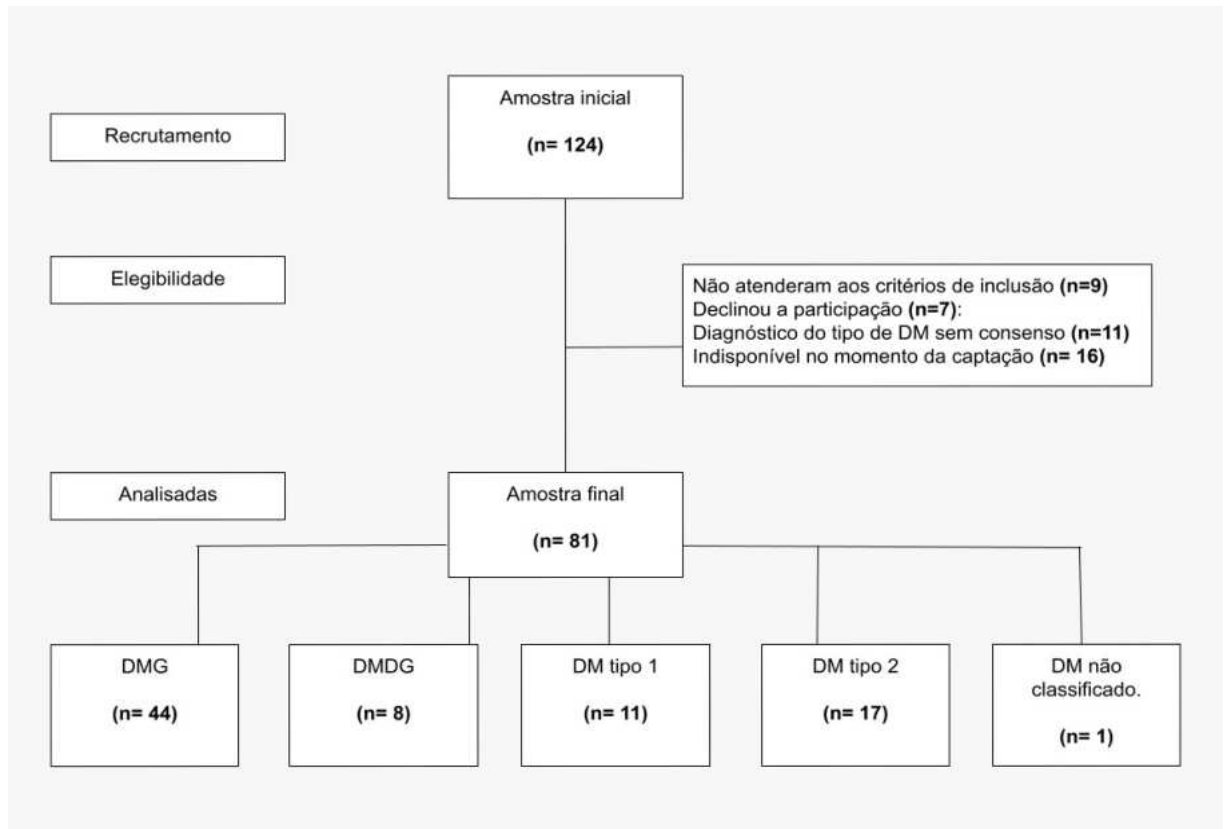 Amostra inicial
(n= 124)
Recrutamento
Elegibilidade
Não atenderam aos critérios de inclusão (n=9)
Declinou a participação (n=7):
Diagnóstico do tipo de DM sem consenso (n=11)
Indisponível no momento da captação (n= 16)
Analisadas
Amostra final
(n= 81)
DMG
(n= 44)
DMDG
(n= 8)
DM tipo 1
(n= 11)
DM tipo 2
(n= 17)
DM não
classificado.
(n= 1)